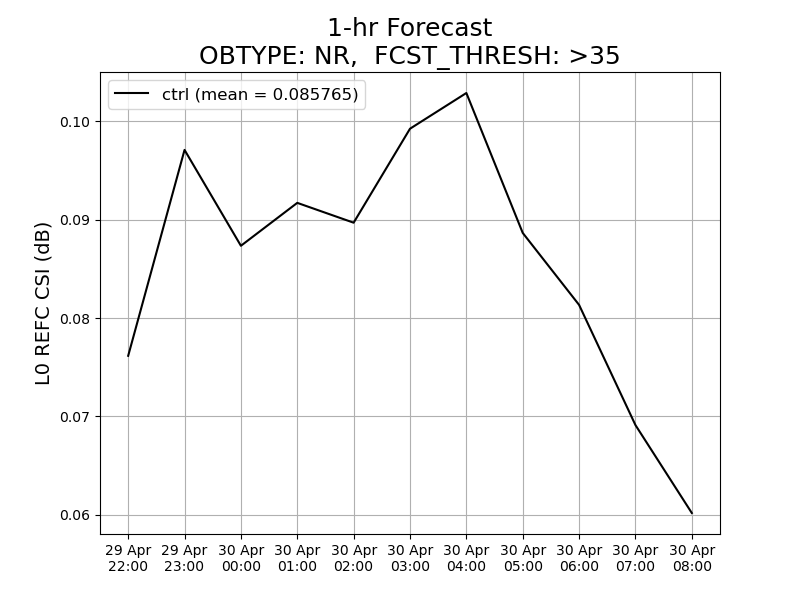 1-hr Forecast
OBTYPE: NR,  FCST_THRESH: >35
ctrl (mean = 0.085765)
L0 REFC CSI (dB)
0.10
0.09
0.08
0.07
0.06
29 Apr 29 Apr 30 Apr 30 Apr 30 Apr 30 Apr 30 Apr 30 Apr 30 Apr 30 Apr 30 Apr
22:00 23:00 00:00 01:00 02:00 03:00 04:00 05:00 06:00 07:00 08:00